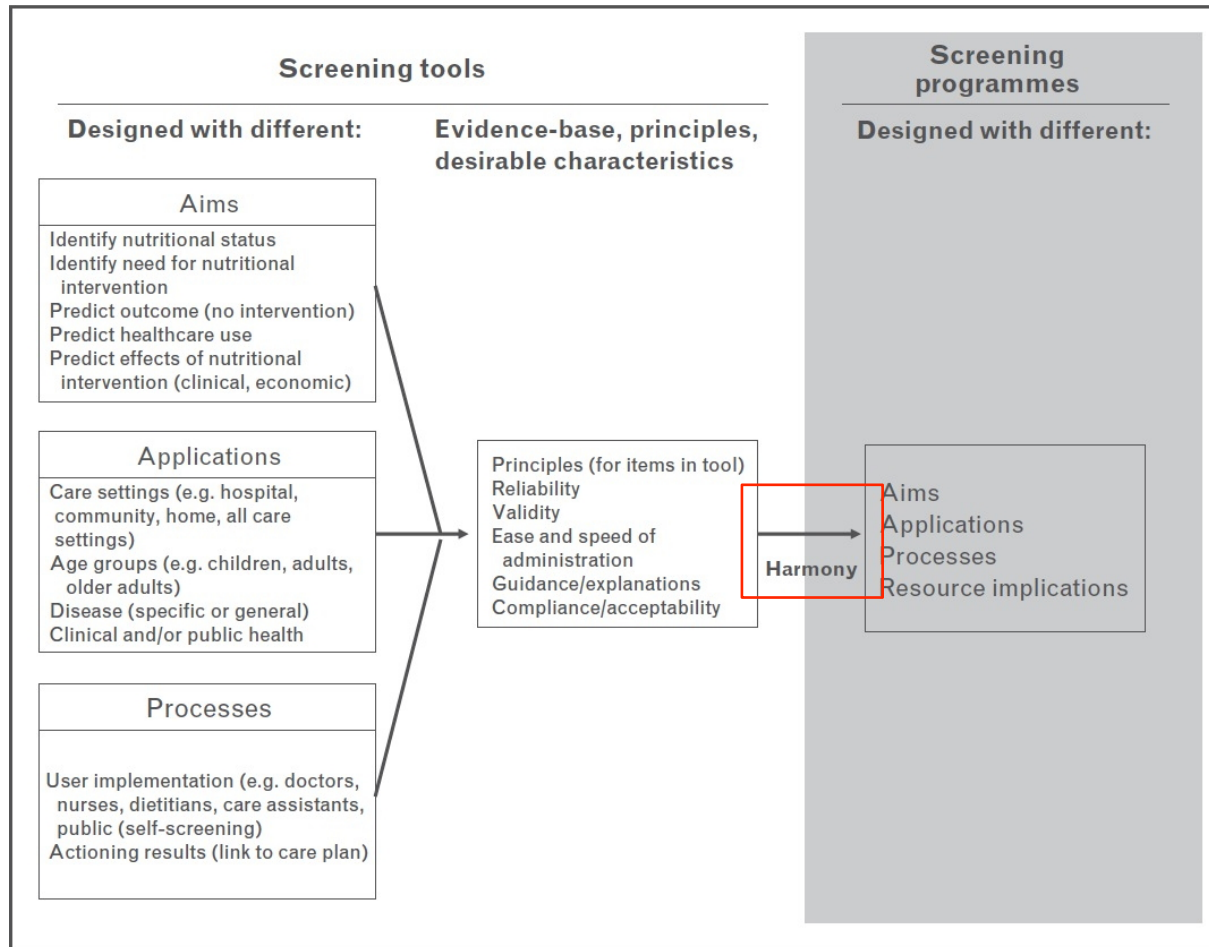 Screening tools
Screening
programmes
Designed with different:
Evidence-base, principles,
desirable characteristics
Designed with different:
Aims
Identify nutritional status
Identify need for nutritional
intervention
Predict outcome (no intervention)
Predict healthcare use
Predict effects of nutritional
intervention (clinical, economic)
Applications
Care settings (e.g. hospital,
community, home, all care
settings)
Age groups (e.g. children, adults,
older adults)
Disease (specific or general)
Clinical and/or public health
Processes
User implementation (e.g. doctors,
nurses, dietitians, care assistants,
public (self-screening)
Actioning results (link to care plan)
Principles (for items in tool)
Reliability
Validity
Ease and speed of
administration
Guidance/explanations
Compliance/acceptability
Harmony
Aims
Applications
Processes
Resource implications